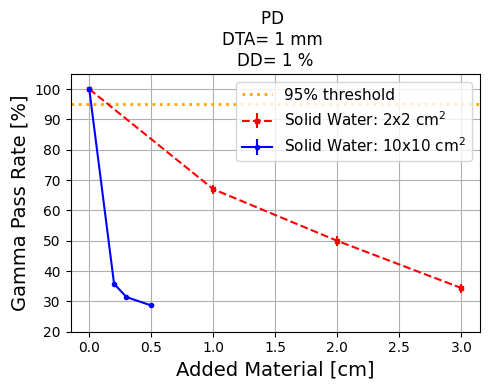 PD
DTA= 1 mm
DD= 1 %
95% threshold
Solid Water: 2x2 cm²
Solid Water: 10x10 cm²
Gamma Pass Rate [%]
100
90
80
70
60
50
40
30
20
0.0 0.5 1.0 1.5 2.0 2.5 3.0
Added Material [cm]